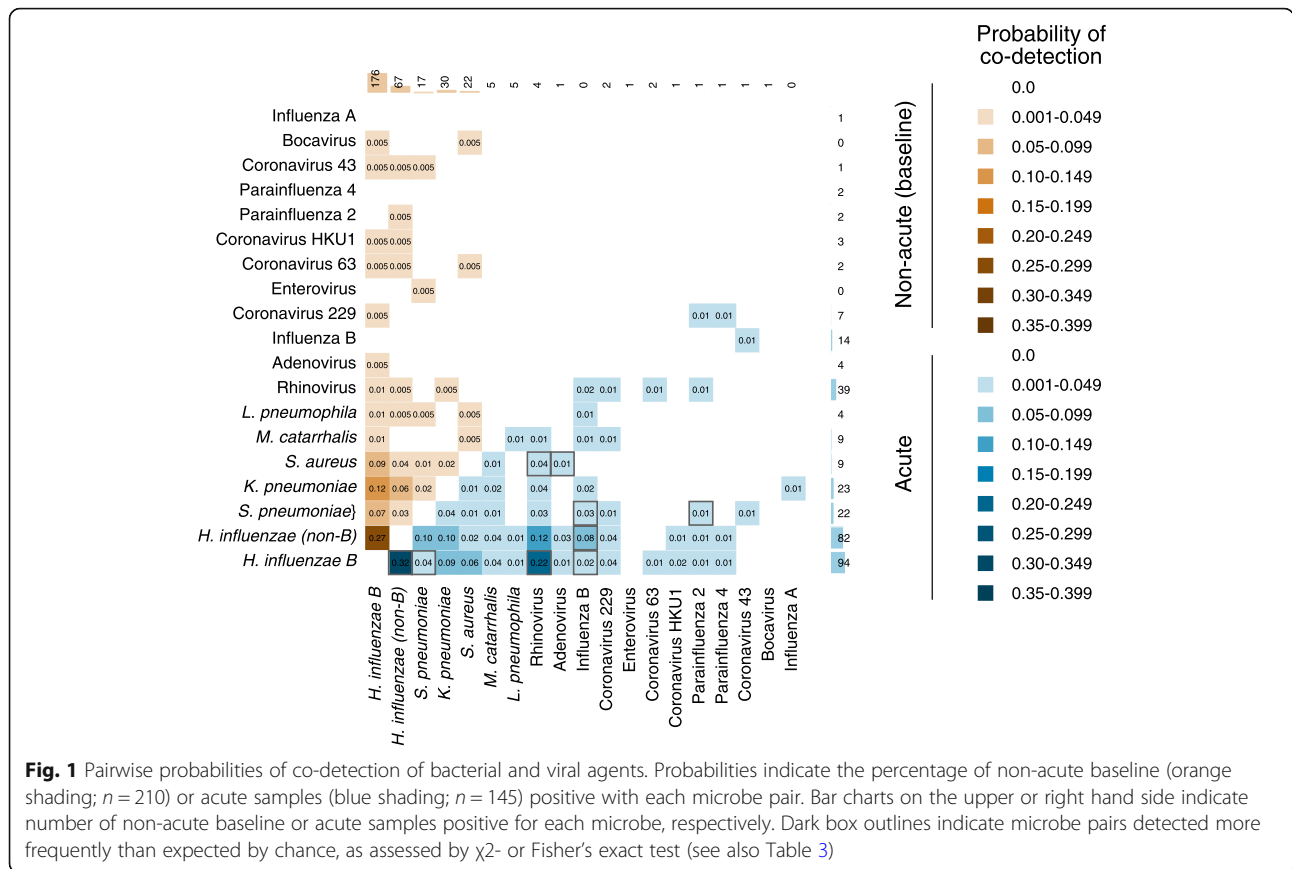 Probability of
co-detection
176 67 17 30 22 5 5 4 1 0 1 2 1 1 1 1 0
0.0
Influenza A 1
0.001-0.049
Bocavirus 0.005 0.005 0
0.05-0.099
Coronavirus 43 0.005 0.005 0.005 1
0.10-0.149
Parainfluenza 4 2
0.15-0.199
Parainfluenza 2 0.005 2
0.20-0.249
Coronavirus HKU1 0.005 0.005 3
0.25-0.299
Coronavirus 63 0.005 0.005 0.005 2
0.30-0.349
Enterovirus 0.005 0
0.35-0.399
Non-acute (baseline)
Coronavirus 229 0.005 0.01 0.01 7
Influenza B 0.01 14
0.0
Adenovirus 0.005 4
0.001-0.049
Rhinovirus 0.01 0.005 0.005 0.02 0.01 0.01 0.01 39
0.05-0.099
L. pneumophila 0.01 0.005 0.005 0.005 0.01 4
0.10-0.149
M. catarrhalis 0.01 0.005 0.01 0.01 0.01 0.01 9
0.15-0.199
S. aureus 0.09 0.04 0.01 0.02 0.01 0.04 0.01 9
0.20-0.249
K. pneumoniae 0.12 0.06 0.02 0.01 0.02 0.04 0.02 0.01 23
0.25-0.299
S. pneumoniae} 0.07 0.03 0.04 0.01 0.01 0.03 0.03 0.01 0.01 0.01 22
0.30-0.349
H. influenzae (non-B) 0.27 0.10 0.10 0.02 0.04 0.01 0.12 0.03 0.08 0.04 0.01 0.01 0.01 82
0.35-0.399
H. influenzae B 0.32 0.04 0.09 0.06 0.04 0.01 0.22 0.01 0.02 0.04 0.01 0.02 0.01 0.01 94
Acute
H. influenzae B
H. influenzae (non-B)
S. pneumoniae
K. pneumoniae
S. aureus
M. catarrhalis
L. pneumophila
Rhinovirus
Adenovirus
Influenza B
Coronavirus 229
Enterovirus
Coronavirus 63
Coronavirus HKU1
Parainfluenza 2
Parainfluenza 4
Coronavirus 43
Bocavirus
Influenza A
Fig. 1 Pairwise probabilities of co-detection of bacterial and viral agents. Probabilities indicate the percentage of non-acute baseline (orange
shading; n = 210) or acute samples (blue shading; n = 145) positive with each microbe pair. Bar charts on the upper or right hand side indicate
number of non-acute baseline or acute samples positive for each microbe, respectively. Dark box outlines indicate microbe pairs detected more
frequently than expected by chance, as assessed by χ2- or Fisher's exact test (see also Table 3)